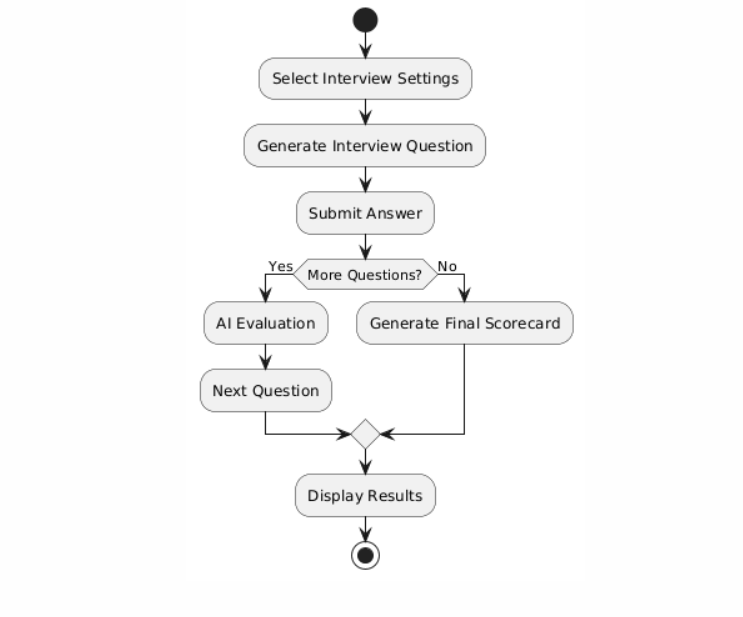 Select Interview Settings
Generate Interview Question
Submit Answer
Yes
More Questions?
No
AI Evaluation
Generate Final Scorecard
Next Question
Display Results